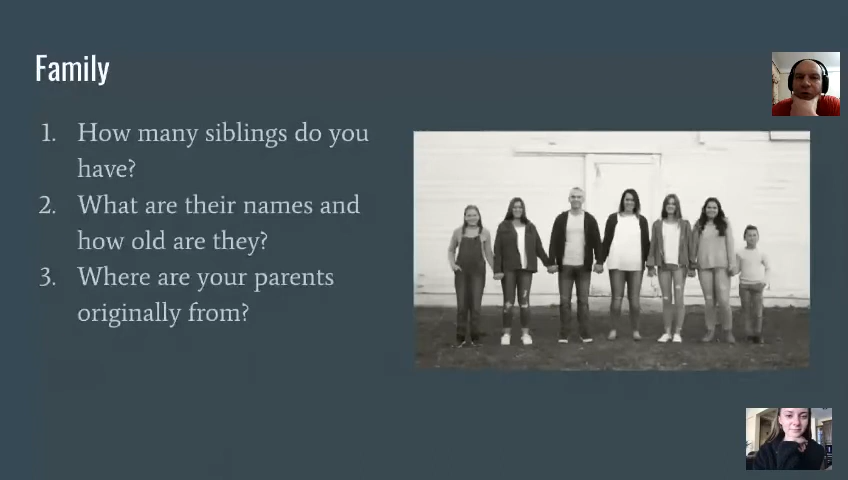 Family
1. How many siblings do you
have?
2. What are their names and
how old are they?
3. Where are your parents
originally from?